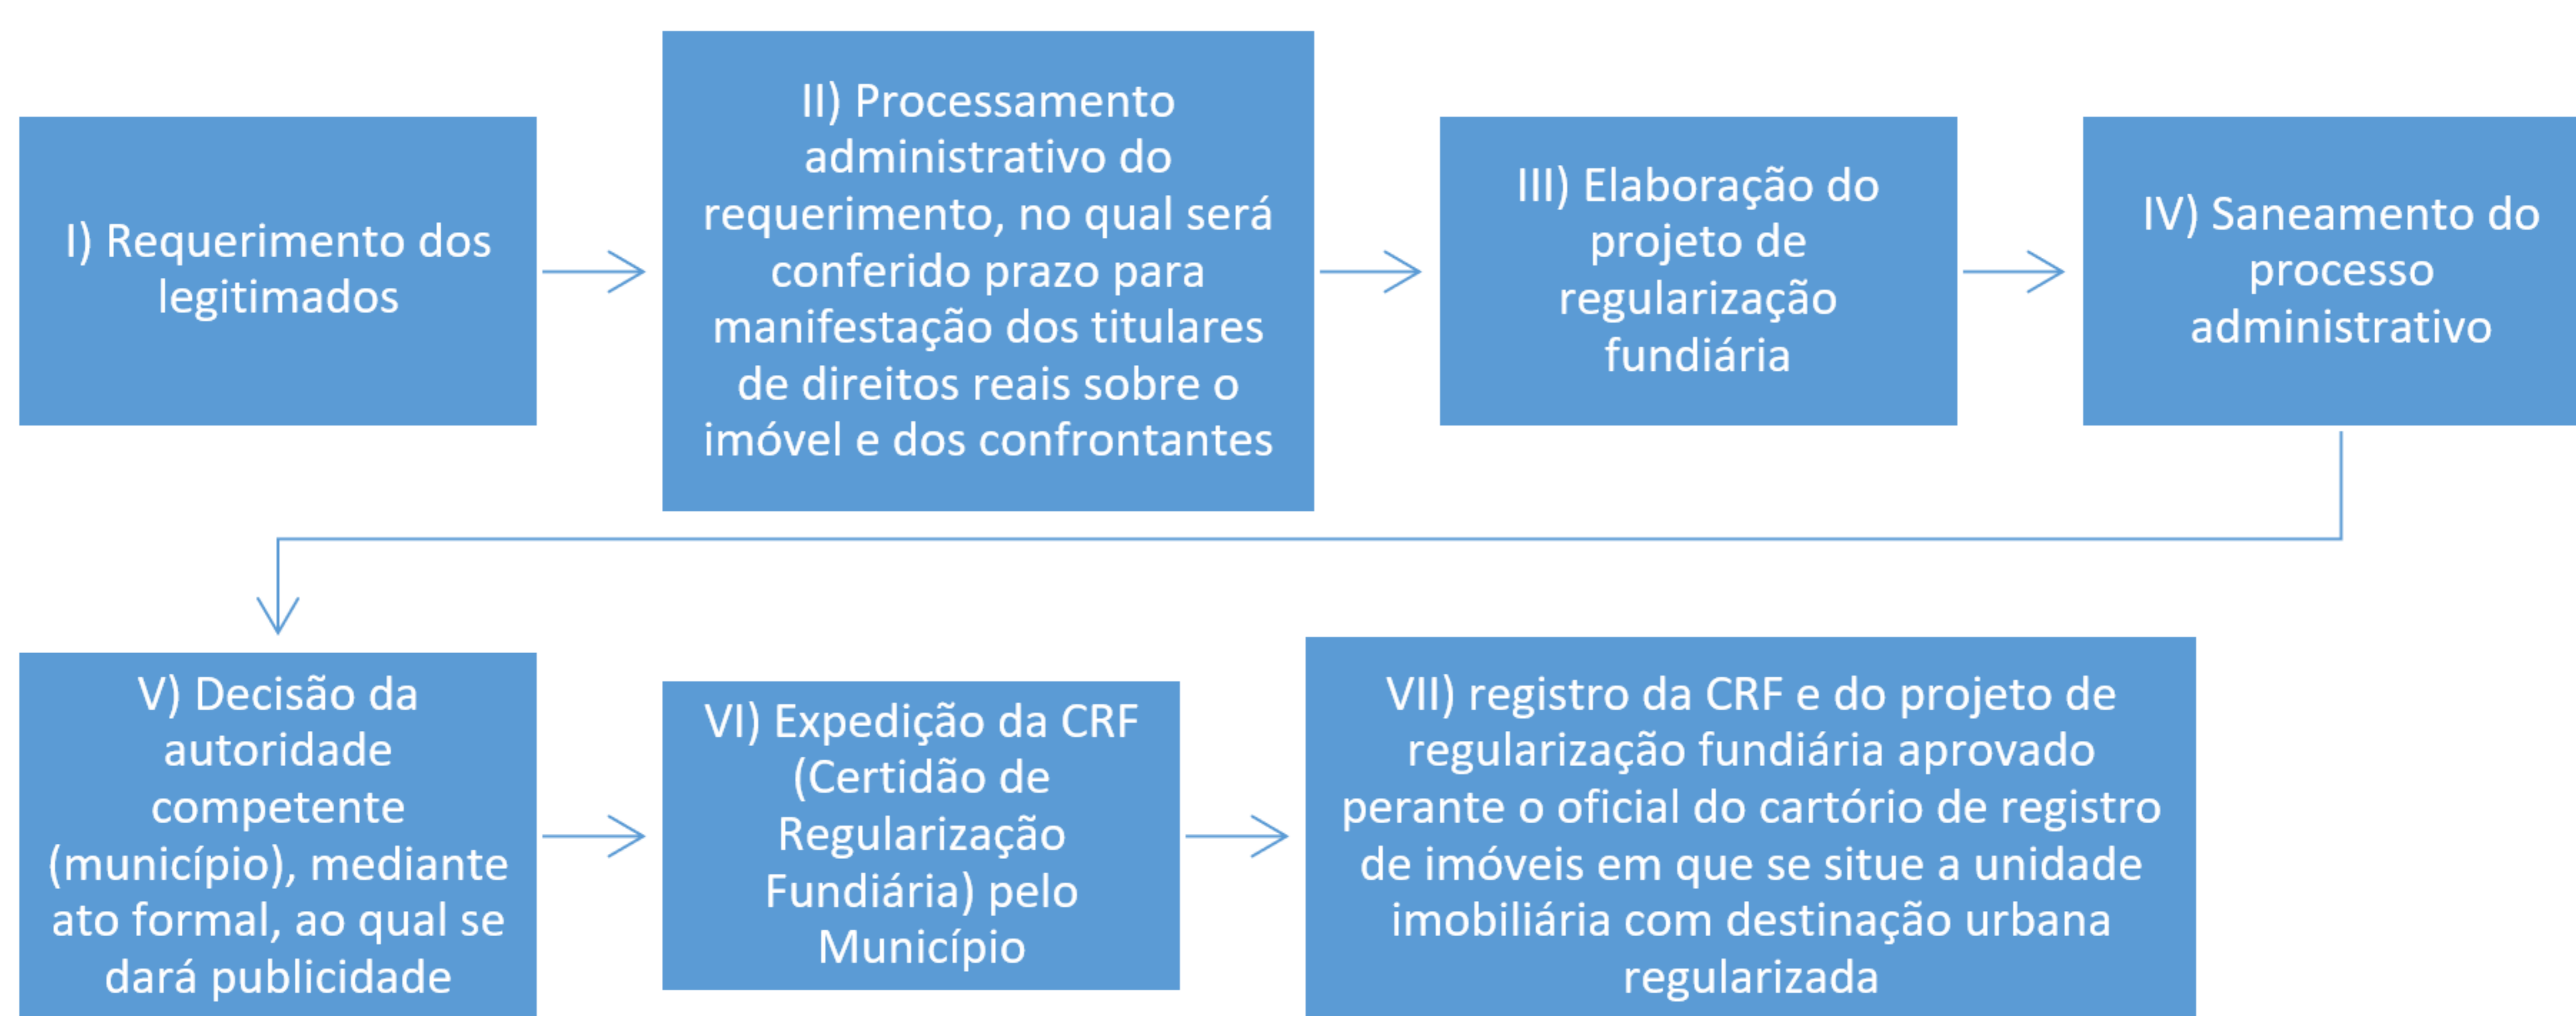 I) Requerimento dos
legitimados
II) Processamento
administrativo do
requerimento, no qual será
conferido prazo para
manifestação dos titulares
de direitos reais sobre o
imóvel e dos confrontantes
III) Elaboração do
projeto de
regularização
fundiária
IV) Saneamento do
processo
administrativo
V) Decisão da
autoridade
competente
(município), mediante
ato formal, ao qual se
dará publicidade
VI) Expedição da CRF
(Certidão de
Regularização
Fundiária) pelo
Município
VII) registro da CRF e do projeto de
regularização fundiária aprovado
perante o oficial do cartório de registro
de imóveis em que se situe a unidade
imobiliária com destinação urbana
regularizada